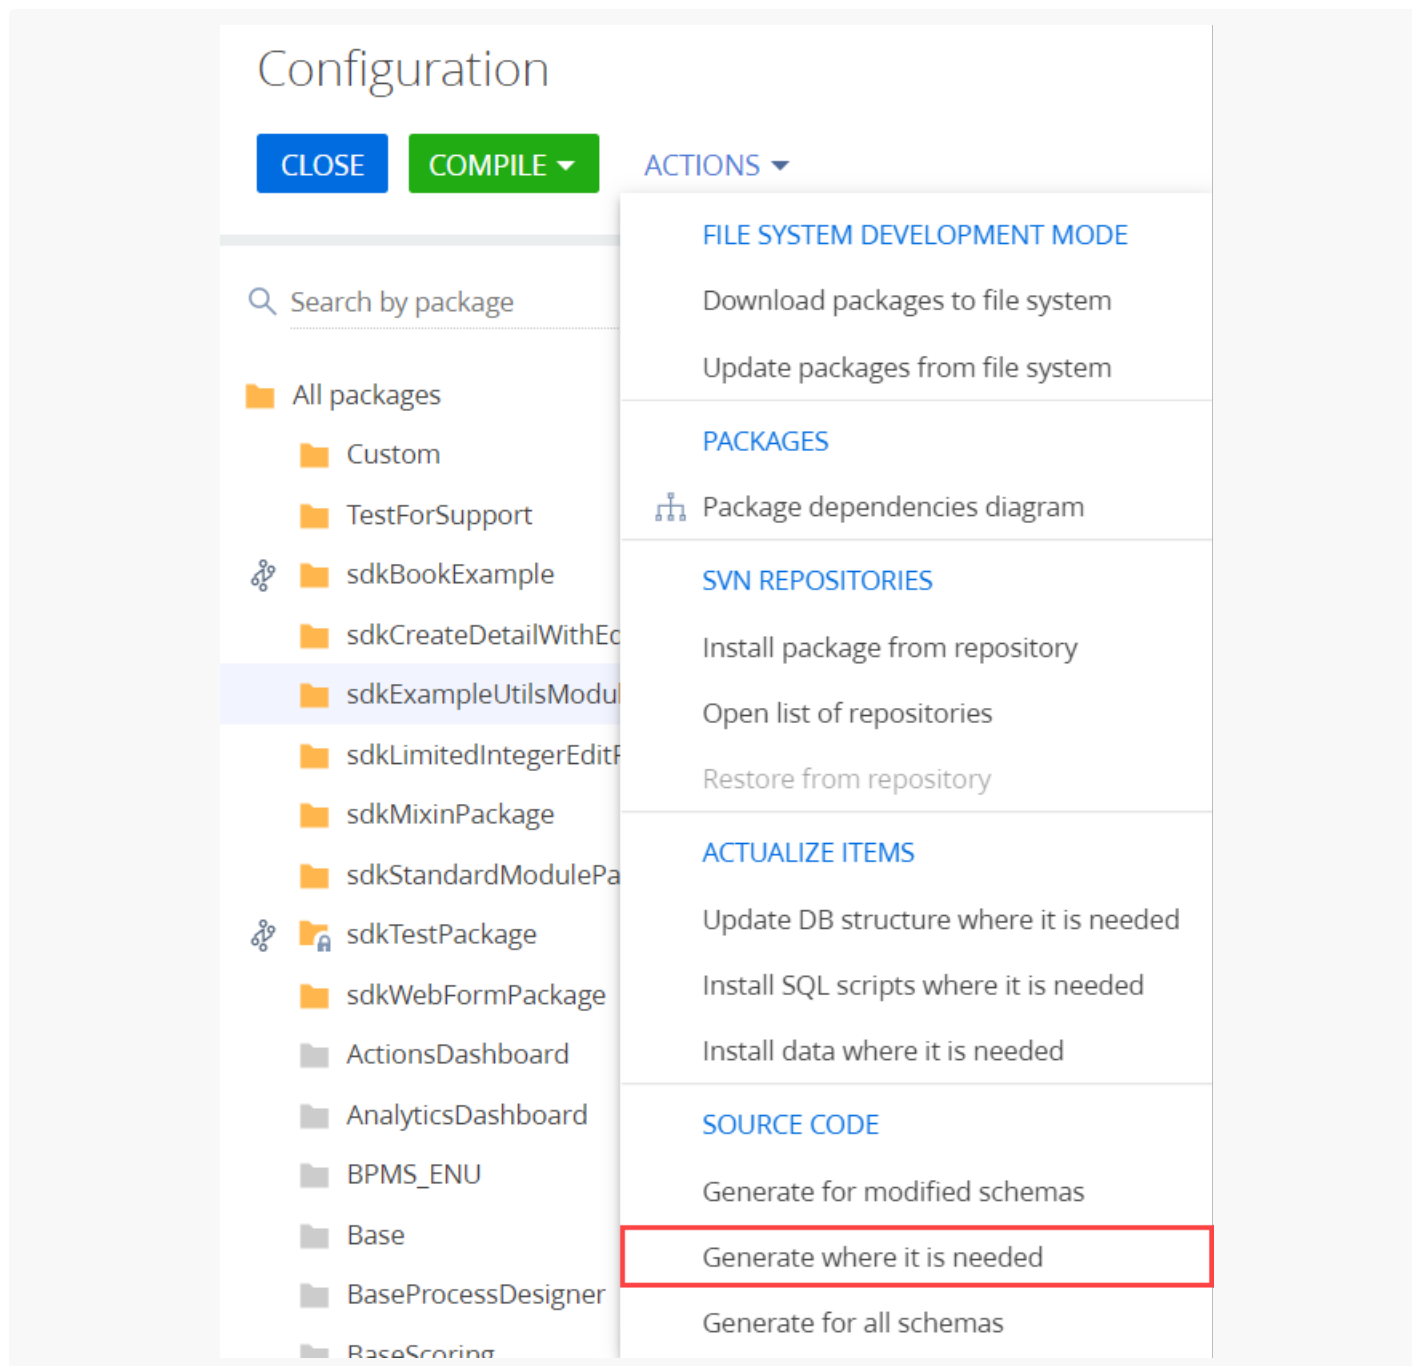 Configuration
CLOSE
COMPILE
ACTIONS
Search by package
All packages
Custom
TestForSupport
sdkBookExample
sdkCreateDetailWithEd
sdkExampleUtilsModul
sdkLimitedIntegerEdit
sdkMixinPackage
sdkStandardModulePa
sdkTestPackage
sdkWebFormPackage
ActionsDashboard
AnalyticsDashboard
BPMS_ENU
Base
BaseProcessDesigner
BaseScoring
FILE SYSTEM DEVELOPMENT MODE
Download packages to file system
Update packages from file system
PACKAGES
Package dependencies diagram
SVN REPOSITORIES
Install package from repository
Open list of repositories
Restore from repository
ACTUALIZE ITEMS
Update DB structure where it is needed
Install SQL scripts where it is needed
Install data where it is needed
SOURCE CODE
Generate for modified schemas
Generate where it is needed
Generate for all schemas